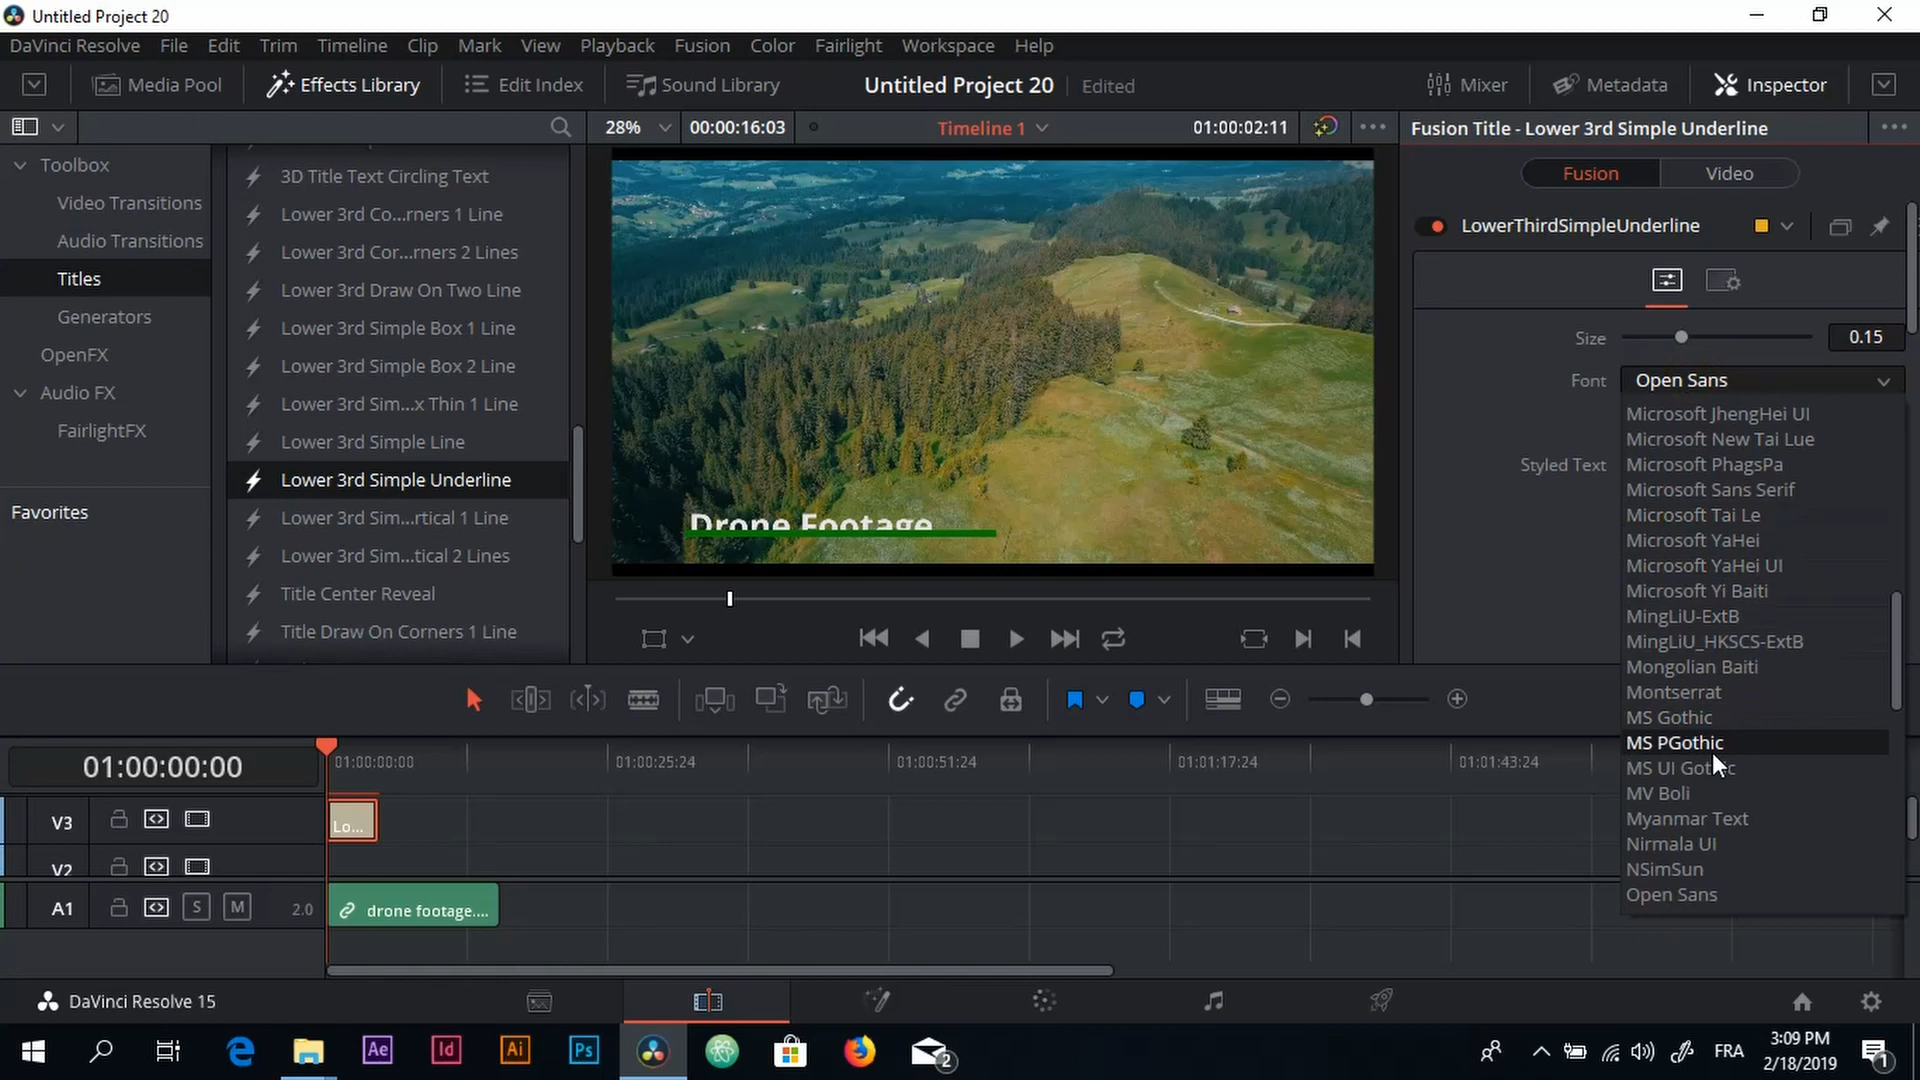 Untitled Project 20
DaVinci Resolve File Edit Trim Timeline Clip Mark View Playback Fusion Color Fairlight Workspace Help
Media Pool Effects Library Edit Index Sound Library Untitled Project 20 Edited Mixer Metadata Inspector
28% 00:00:16:03 Timeline 1 01:00:02:11 Fusion Title - Lower 3rd Simple Underline
Toolbox
Video Transitions
Audio Transitions
Titles
Generators
OpenFX
Audio FX
FairlightFX
Favorites
3D Title Text Circling Text
Lower 3rd Co...rners 1 Line
Lower 3rd Cor...rners 2 Lines
Lower 3rd Draw On Two Line
Lower 3rd Simple Box 1 Line
Lower 3rd Simple Box 2 Line
Lower 3rd Sim...x Thin 1 Line
Lower 3rd Simple Line
Lower 3rd Simple Underline
Lower 3rd Sim...rtical 1 Line
Lower 3rd Sim...tical 2 Lines
Title Center Reveal
Title Draw On Corners 1 Line
Drone Footage
Fusion Video
LowerThirdSimpleUnderline
Size 0.15
Font Open Sans
Styled Text
Microsoft JhengHei UI
Microsoft New Tai Lue
Microsoft PhagsPa
Microsoft Sans Serif
Microsoft Tai Le
Microsoft YaHei
Microsoft YaHei UI
Microsoft Yi Baiti
MingLiU-ExtB
MingLiU_HKSCS-ExtB
Mongolian Baiti
Montserrat
MS Gothic
MS PGothic
MS UI Gothic
MV Boli
Myanmar Text
Nirmala UI
NSimSun
Open Sans
01:00:00:00 01:00:00:00 01:00:25:24 01:00:51:24 01:01:17:24 01:01:43:24
V3 Lo...
V2
A1 S M 2.0 drone footage....
DaVinci Resolve 15
Ae Id Ai Ps 2 FRA 3:09 PM
2/18/2019 1